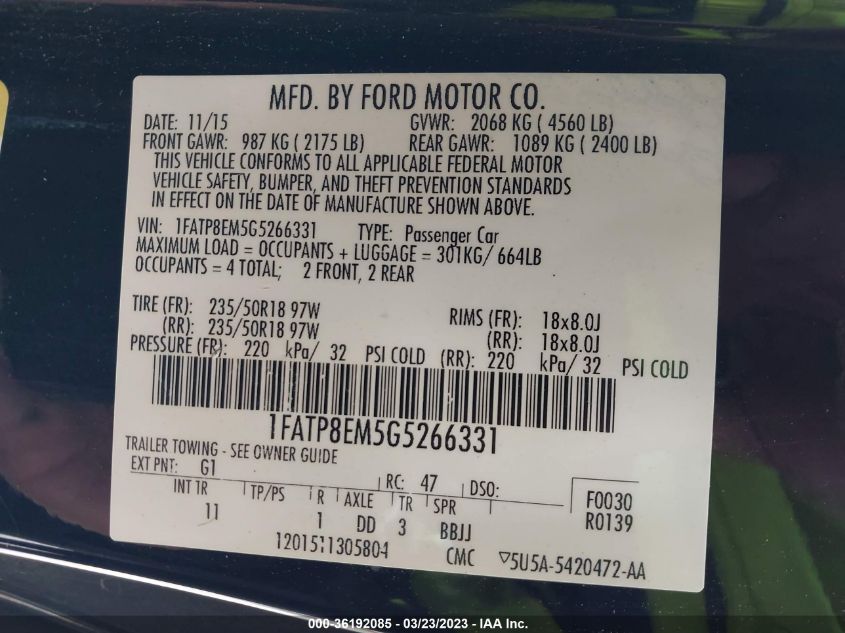 MFD. BY FORD MOTOR CO.
DATE: 11/15 GVWR: 2068 KG ( 4560 LB)
FRONT GAWR: 987 KG ( 2175 LB) REAR GAWR: 1089 KG ( 2400 LB)
THIS VEHICLE CONFORMS TO ALL APPLICABLE FEDERAL MOTOR
VEHICLE SAFETY, BUMPER, AND THEFT PREVENTION STANDARDS
IN EFFECT ON THE DATE OF MANUFACTURE SHOWN ABOVE.
VIN: 1FATP8EM5G5266331 TYPE: Passenger Car
MAXIMUM LOAD = OCCUPANTS + LUGGAGE = 301KG/ 664LB
OCCUPANTS = 4 TOTAL; 2 FRONT, 2 REAR
TIRE (FR): 235/50R18 97W RIMS (FR): 18x8.0J
(RR): 235/50R18 97W (RR): 18x8.0J
PRESSURE (FR): 220 kPa/ 32 PSI COLD (RR): 220 kPa/ 32 PSI COLD
1FATP8EM5G5266331
TRAILER TOWING - SEE OWNER GUIDE
EXT PNT: G1 RC: 47 DSO: F0030
INT TR TP/PS R AXLE TR SPR R0139
11 1 DD 3 BBJJ
1201511305804 CMC ▽5U5A-5420472-AA
000-36192085 - 03/23/2023 - IAA Inc.